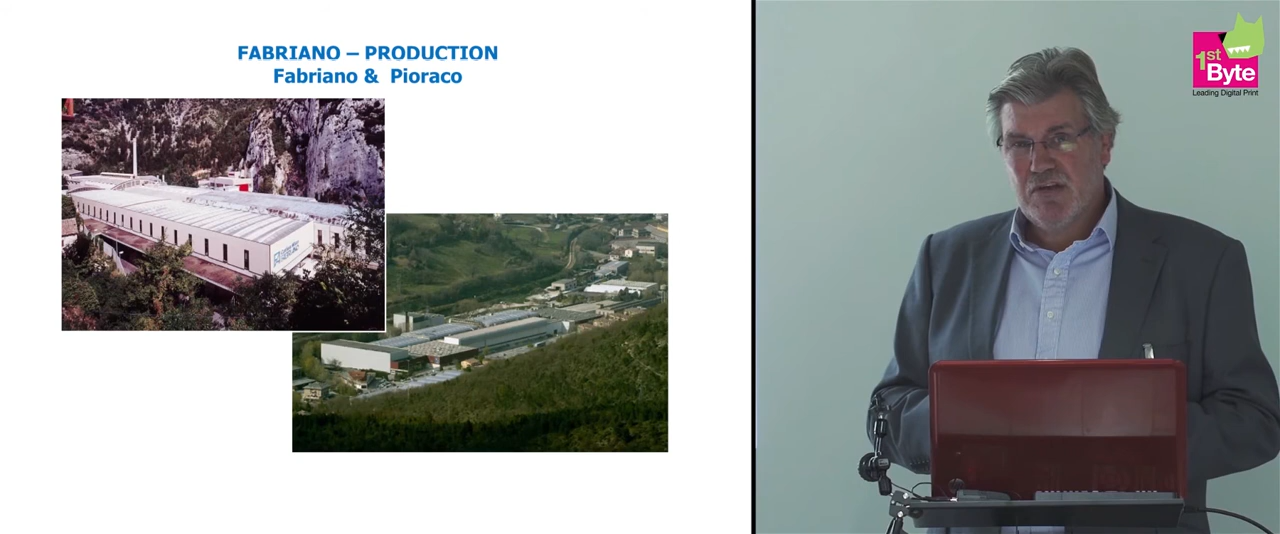 FABRIANO – PRODUCTION
Fabriano & Pioraco
1st
Byte
Leading Digital Print